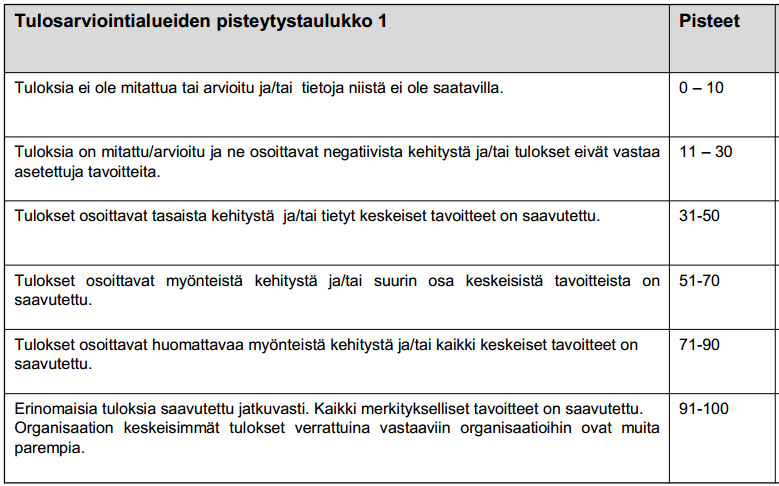 Tulosarviointialueiden pisteytystaulukko 1 Pisteet
Tuloksia ei ole mitattua tai arvioitu ja/tai tietoja niistä ei ole saatavilla. 0 – 10
Tuloksia on mitattu/arvioitu ja ne osoittavat negatiivista kehitystä ja/tai tulokset eivät vastaa 11 – 30
asetettuja tavoitteita.
Tulokset osoittavat tasaista kehitystä ja/tai tietyt keskeiset tavoitteet on saavutettu. 31-50
Tulokset osoittavat myönteistä kehitystä ja/tai suurin osa keskeisistä tavoitteista on 51-70
saavutettu.
Tulokset osoittavat huomattavaa myönteistä kehitystä ja/tai kaikki keskeiset tavoitteet on 71-90
saavutettu.
Erinomaisia tuloksia saavutettu jatkuvasti. Kaikki merkitykselliset tavoitteet on saavutettu. 91-100
Organisaation keskeisimmät tulokset verrattuina vastaaviin organisaatioihin ovat muita
parempia.